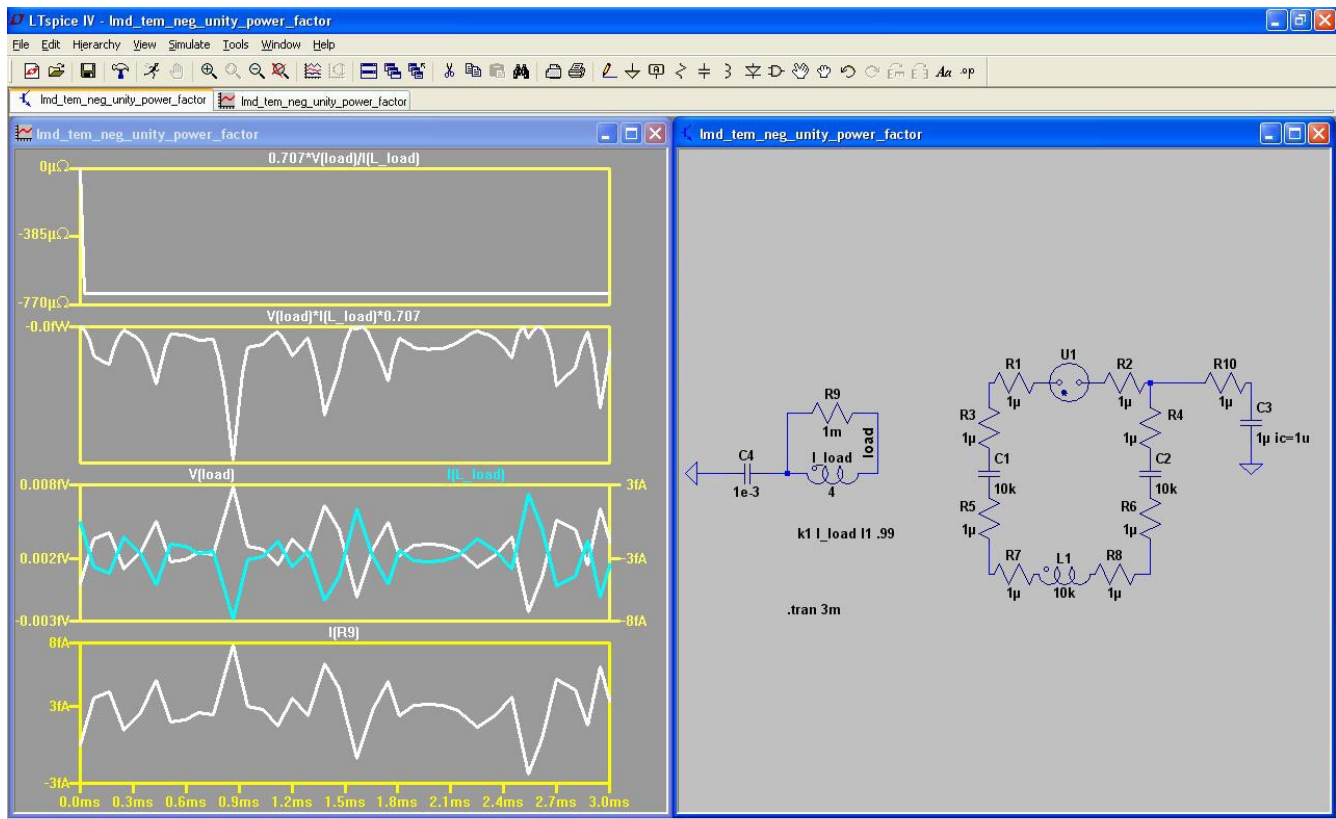 LTspice IV - lmd_tem_neg_unity_power_factor
File Edit Hierarchy View Simulate Tools Window Help
Aa .op
lmd_tem_neg_unity_power_factor lmd_tem_neg_unity_power_factor
lmd_tem_neg_unity_power_factor
0.707*V(load)/I(L_load)
0µΩ
-385µΩ
-770µΩ
V(load)*I(L_load)*0.707
-0.0fW
V(load) I(L_load)
0.008fV 3fA
0.002fV -3fA
-0.003fV -8fA
I(R9)
8fA
3fA
-3fA
0.0ms 0.3ms 0.6ms 0.9ms 1.2ms 1.5ms 1.8ms 2.1ms 2.4ms 2.7ms 3.0ms
lmd_tem_neg_unity_power_factor
R9
1m
l_load
4
load
C4
1e-3
k1 l_load l1 .99
.tran 3m
R1
1µ
U1
R2
1µ
R10
1µ
C3
1µ ic=1u
R3
1µ
R4
1µ
C1
10k
C2
10k
R5
1µ
R6
1µ
R7
1µ
L1
10k
R8
1µ